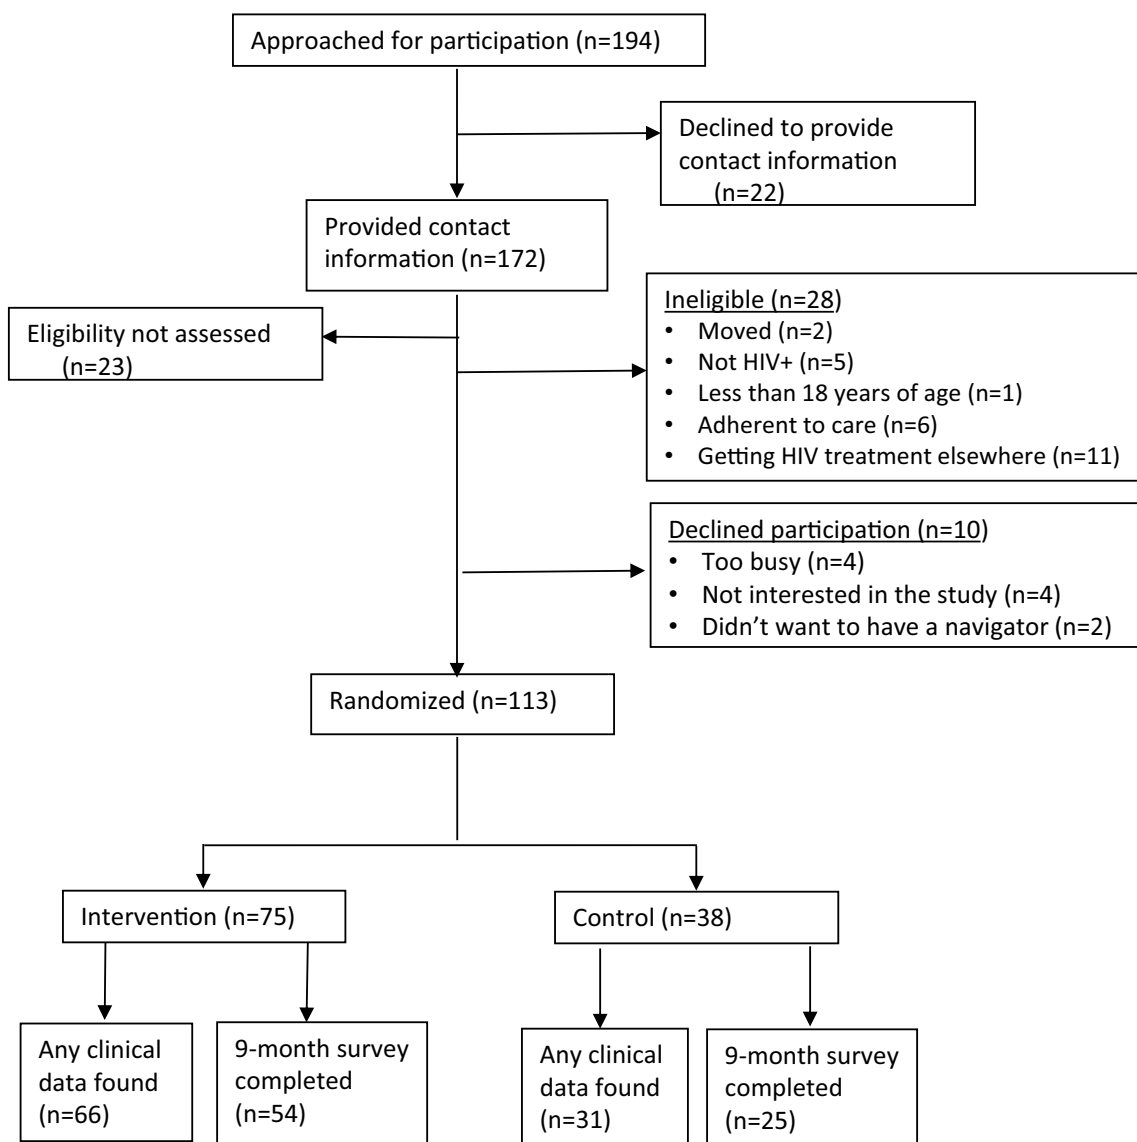 Approached for participation (n=194)
Declined to provide
contact information
(n=22)
Provided contact
information (n=172)
Eligibility not assessed
(n=23)
Ineligible (n=28)
• Moved (n=2)
• Not HIV+ (n=5)
• Less than 18 years of age (n=1)
• Adherent to care (n=6)
• Getting HIV treatment elsewhere (n=11)
Declined participation (n=10)
• Too busy (n=4)
• Not interested in the study (n=4)
• Didn’t want to have a navigator (n=2)
Randomized (n=113)
Intervention (n=75)
Control (n=38)
Any clinical
data found
(n=66)
9-month survey
completed
(n=54)
Any clinical
data found
(n=31)
9-month survey
completed
(n=25)